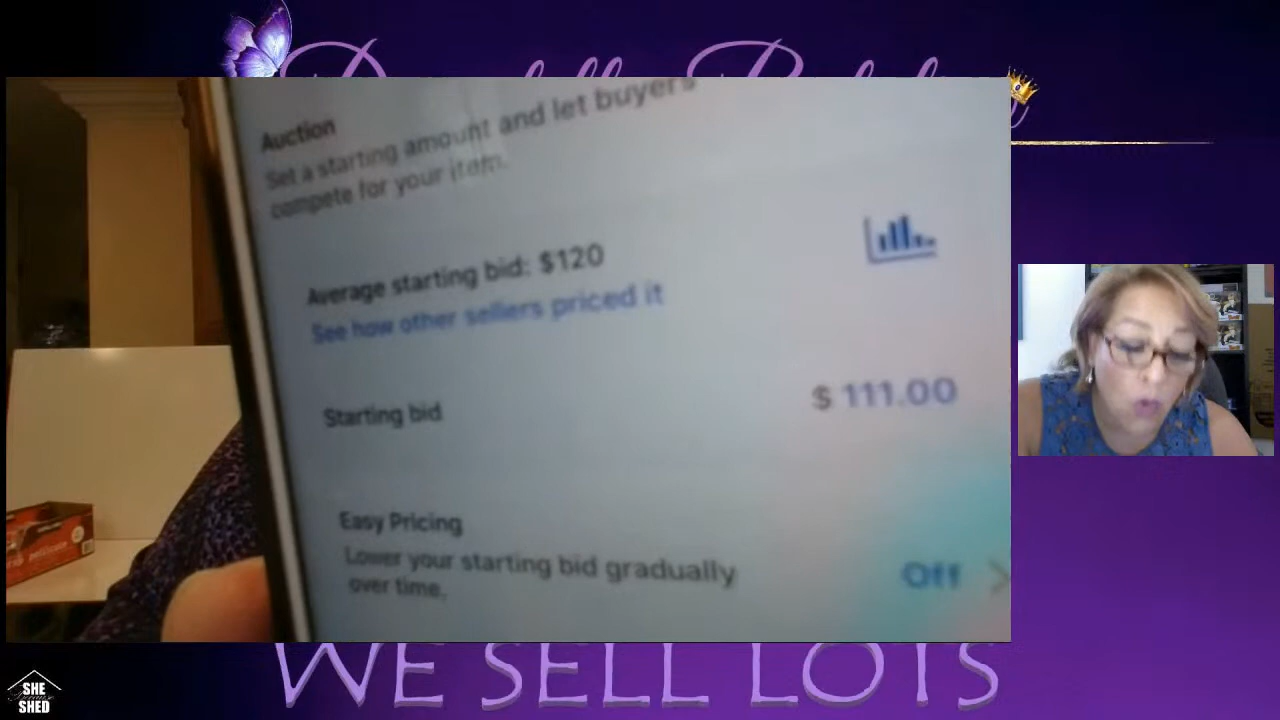 Auction
Set a starting amount and let buyers
compete for your item.
Average starting bid: $120
See how other sellers priced it
Starting bid
$ 111.00
Easy Pricing
Lower your starting bid gradually
over time.
Off
WE SELL LOTS
SHE
SHED